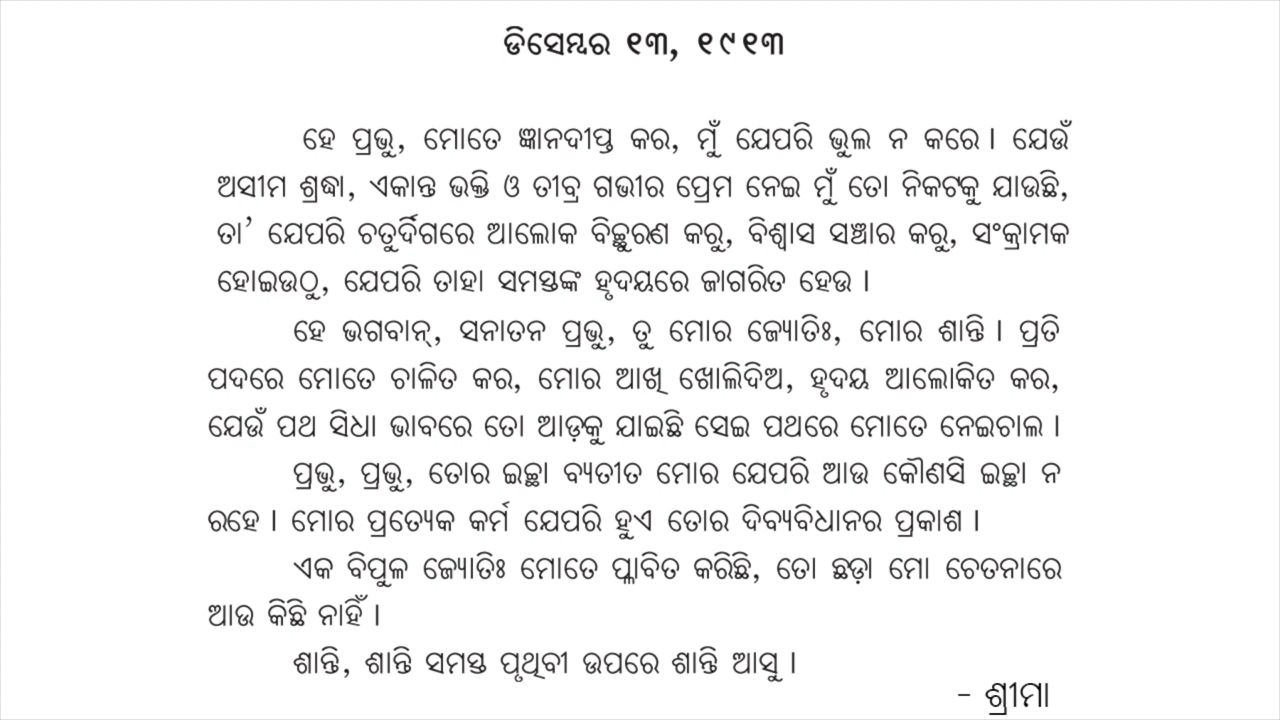 ଡିସେମ୍ବର ୧୩, ୧୯୧୩
ହେ ପ୍ରଭୁ, ମୋତେ ଜ୍ଞାନଦୀପ୍ତ କର, ମୁଁ ଯେପରି ଭୁଲ ନ କରେ। ଯେଉଁ
ଅସୀମ ଶ୍ରଦ୍ଧା, ଏକାନ୍ତ ଭକ୍ତି ଓ ତୀବ୍ର ଗଭୀର ପ୍ରେମ ନେଇ ମୁଁ ତୋ ନିକଟକୁ ଯାଉଛି,
ତା’ ଯେପରି ଚତୁର୍ଦିଗରେ ଆଲୋକ ବିଚ୍ଛୁରଣ କରୁ, ବିଶ୍ୱାସ ସଞ୍ଚାର କରୁ, ସଂକ୍ରାମକ
ହୋଇଉଠୁ, ଯେପରି ତାହା ସମସ୍ତଙ୍କ ହୃଦୟରେ ଜାଗରିତ ହେଉ।
ହେ ଭଗବାନ୍, ସନାତନ ପ୍ରଭୁ, ତୁ ମୋର ଜ୍ୟୋତିଃ, ମୋର ଶାନ୍ତି। ପ୍ରତି
ପଦରେ ମୋତେ ଚାଳିତ କର, ମୋର ଆଖି ଖୋଲିଦିଅ, ହୃଦୟ ଆଲୋକିତ କର,
ଯେଉଁ ପଥ ସିଧା ଭାବରେ ତୋ ଆଡ଼କୁ ଯାଇଛି ସେଇ ପଥରେ ମୋତେ ନେଇଚାଲ।
ପ୍ରଭୁ, ପ୍ରଭୁ, ତୋର ଇଚ୍ଛା ବ୍ୟତୀତ ମୋର ଯେପରି ଆଉ କୌଣସି ଇଚ୍ଛା ନ
ରହେ। ମୋର ପ୍ରତ୍ୟେକ କର୍ମ ଯେପରି ହୁଏ ତୋର ଦିବ୍ୟବିଧାନର ପ୍ରକାଶ।
ଏକ ବିପୁଳ ଜ୍ୟୋତିଃ ମୋତେ ପ୍ଳାବିତ କରିଛି, ତୋ ଛଡ଼ା ମୋ ଚେତନାରେ
ଆଉ କିଛି ନାହିଁ।
ଶାନ୍ତି, ଶାନ୍ତି ସମସ୍ତ ପୃଥିବୀ ଉପରେ ଶାନ୍ତି ଆସୁ।
- ଶ୍ରୀମା